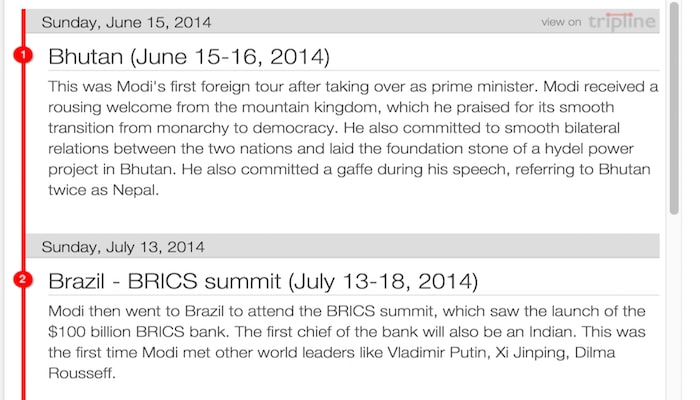 Sunday, June 15, 2014 view on tripline
1
Bhutan (June 15-16, 2014)
This was Modi's first foreign tour after taking over as prime minister. Modi received a
rousing welcome from the mountain kingdom, which he praised for its smooth
transition from monarchy to democracy. He also committed to smooth bilateral
relations between the two nations and laid the foundation stone of a hydel power
project in Bhutan. He also committed a gaffe during his speech, referring to Bhutan
twice as Nepal.
Sunday, July 13, 2014
2
Brazil - BRICS summit (July 13-18, 2014)
Modi then went to Brazil to attend the BRICS summit, which saw the launch of the
$100 billion BRICS bank. The first chief of the bank will also be an Indian. This was
the first time Modi met other world leaders like Vladimir Putin, Xi Jinping, Dilma
Rousseff.